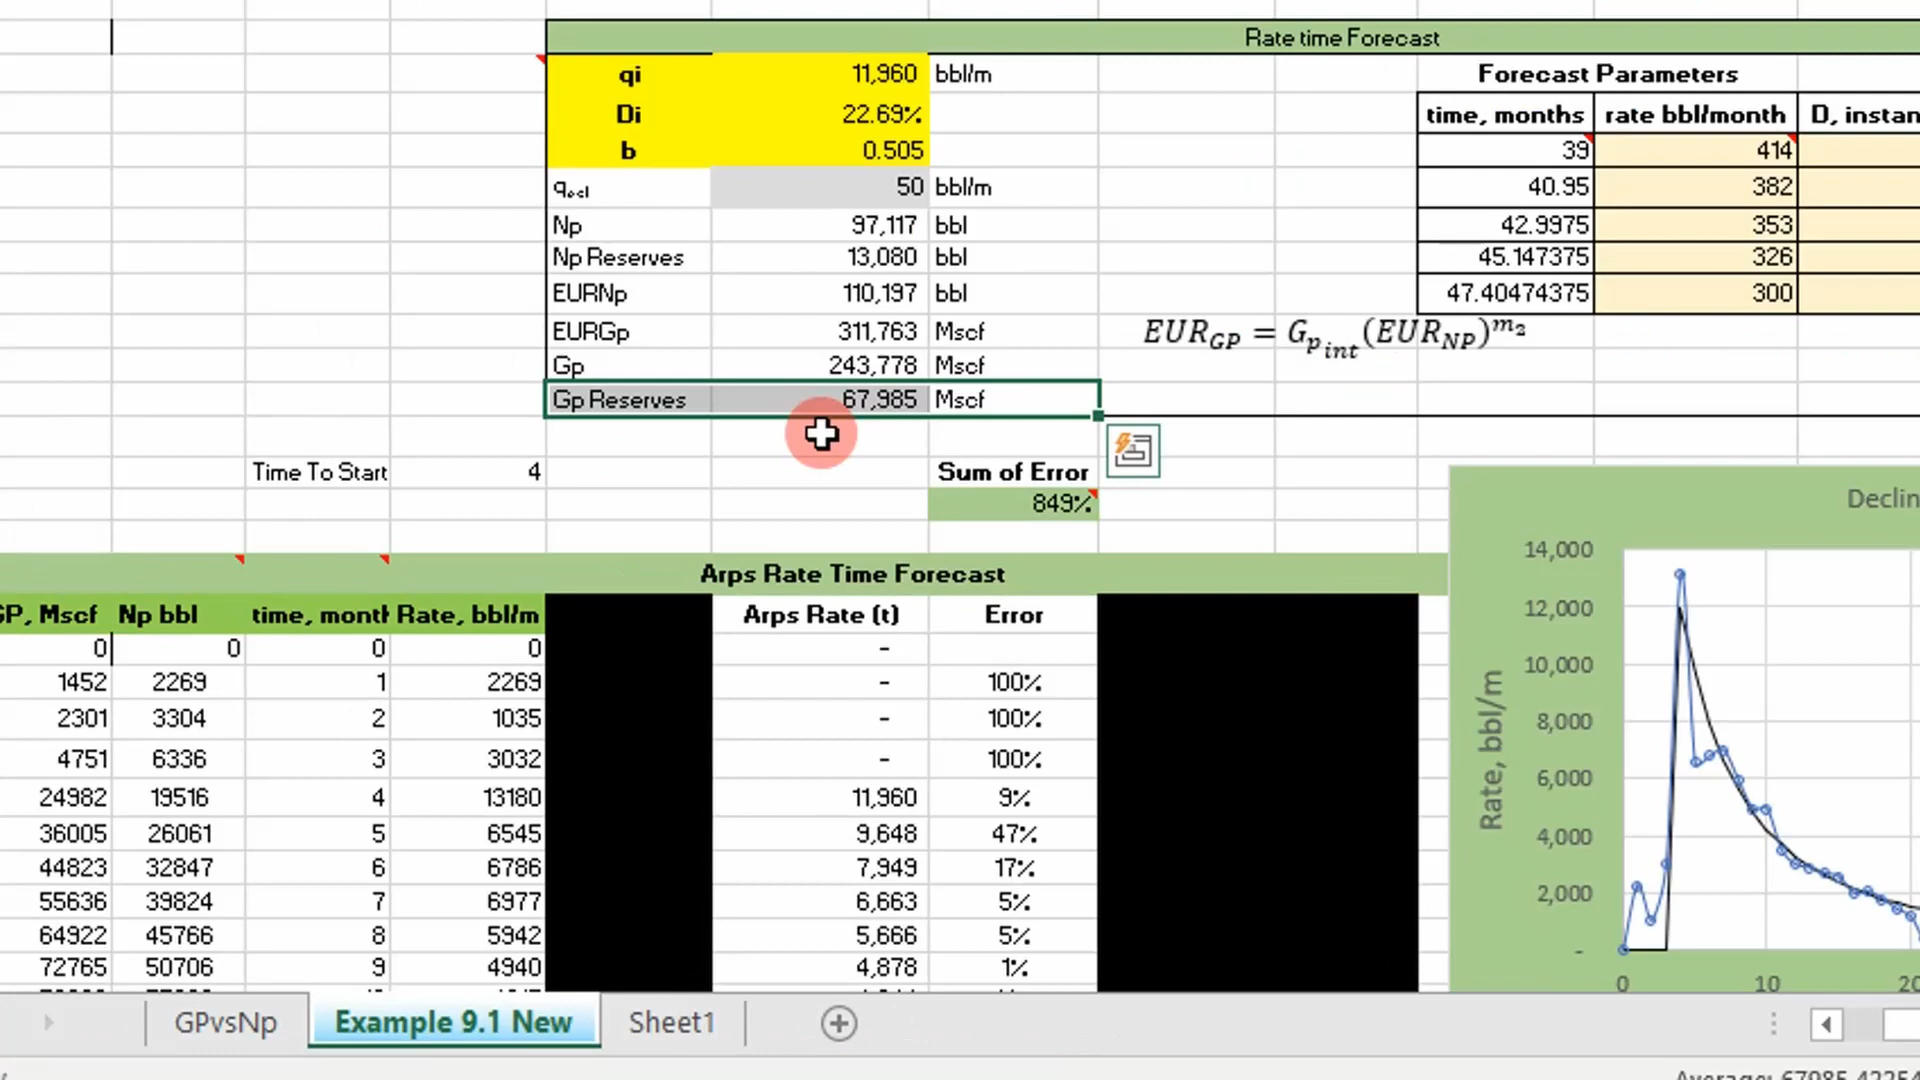 Rate time Forecast
qi 11,960 bbl/m
Di 22.69%
b 0.505
qecl 50 bbl/m
Np 97,117 bbl
Np Reserves 13,080 bbl
EURNp 110,197 bbl
EURGp 311,763 Mscf
Gp 243,778 Mscf
Gp Reserves 67,985 Mscf
Forecast Parameters
time, months rate bbl/month D, instan
39 414
40.95 382
42.9975 353
45.147375 326
47.40474375 300
EUR_GP = G_p_int (EUR_NP)^m2
Time To Start 4
Sum of Error
849%
Arps Rate Time Forecast
GP, Mscf Np bbl time, month Rate, bbl/m Arps Rate (t) Error
0 0 0 0 -
1452 2269 1 2269 - 100%
2301 3304 2 1035 - 100%
4751 6336 3 3032 - 100%
24982 19516 4 13180 11,960 9%
36005 26061 5 6545 9,648 47%
44823 32847 6 6786 7,949 17%
55636 39824 7 6977 6,663 5%
64922 45766 8 5942 5,666 5%
72765 50706 9 4940 4,878 1%
Declin
Rate, bbl/m
14,000
12,000
10,000
8,000
6,000
4,000
2,000
-
0 10 20
GPvsNp Example 9.1 New Sheet1